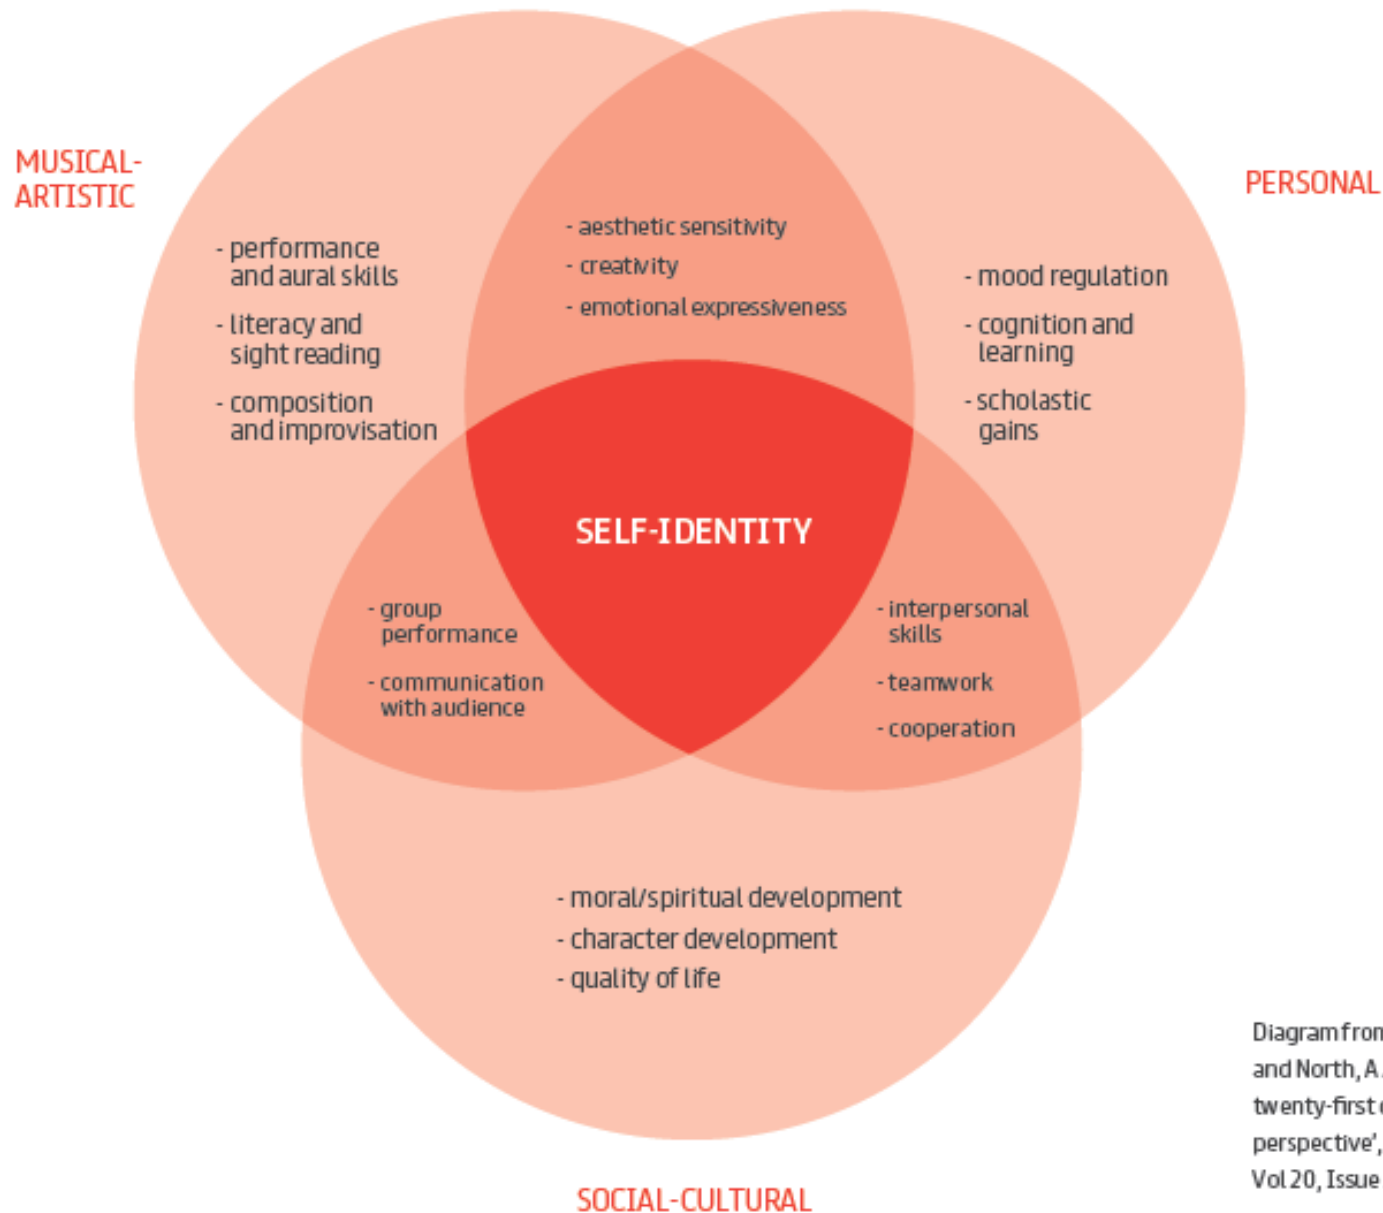 MUSICAL-
ARTISTIC
PERSONAL
- performance
and aural skills
- literacy and
sight reading
- composition
and improvisation
- aesthetic sensitivity
- creativity
- emotional expressiveness
- mood regulation
- cognition and
learning
- scholastic
gains
SELF-IDENTITY
- group
performance
- communication
with audience
- interpersonal
skills
- teamwork
- cooperation
- moral/spiritual development
- character development
- quality of life
SOCIAL-CULTURAL
Diagram
and North, A
twenty-first
perspective',
Vol 20, Issue